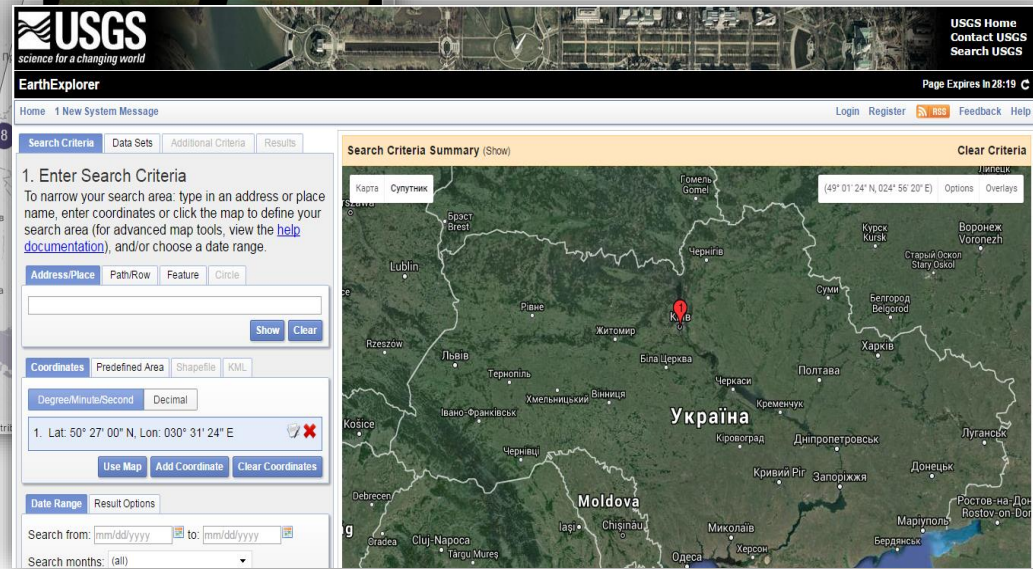 USGS
science for a changing world
USGS Home
Contact USGS
Search USGS
EarthExplorer
Page Expires In 28:19
Home 1 New System Message
Login Register RSS Feedback Help
Search Criteria Data Sets Additional Criteria Results
1. Enter Search Criteria
To narrow your search area: type in an address or place
name, enter coordinates or click the map to define your
search area (for advanced map tools, view the help
documentation), and/or choose a date range.
Address/Place Path/Row Feature Circle
Show Clear
Coordinates Predefined Area Shapefile KML
Degree/Minute/Second Decimal
1. Lat: 50° 27' 00" N, Lon: 030° 31' 24" E
Use Map Add Coordinate Clear Coordinates
Date Range Result Options
Search from: mm/dd/yyyy to: mm/dd/yyyy
Search months: (all)
Search Criteria Summary (Show)
Clear Criteria
Карта Супутник
(49° 01' 24" N, 024° 56' 20" E) Options Overlays
Липецк
Гомель
Gomel
Брэст
Brest
Курск
Kursk
Воронеж
Voronezh
Чернігів
Старый Оскол
Stary Oskol
Lublin
Суми
Белгород
Belgorod
Рівне
1
Київ
Житомир
Rzeszów
Львів
Харків
Біла Церква
Полтава
Тернопіль
Черкаси
Хмельницький
Вінниця
Кременчук
Івано-Франківськ
Україна
Košice
Кіровоград
Дніпропетровськ
Луганськ
Чернівці
Кривий Ріг
Запоріжжя
Донецьк
Debrecen
Moldova
Ростов-на-Дон
Rostov-on-Don
Iași
Chișinău
Миколаїв
Маріуполь
Oradea
Cluj-Napoca
Târgu Mureș
Херсон
Бердянськ
Одеса